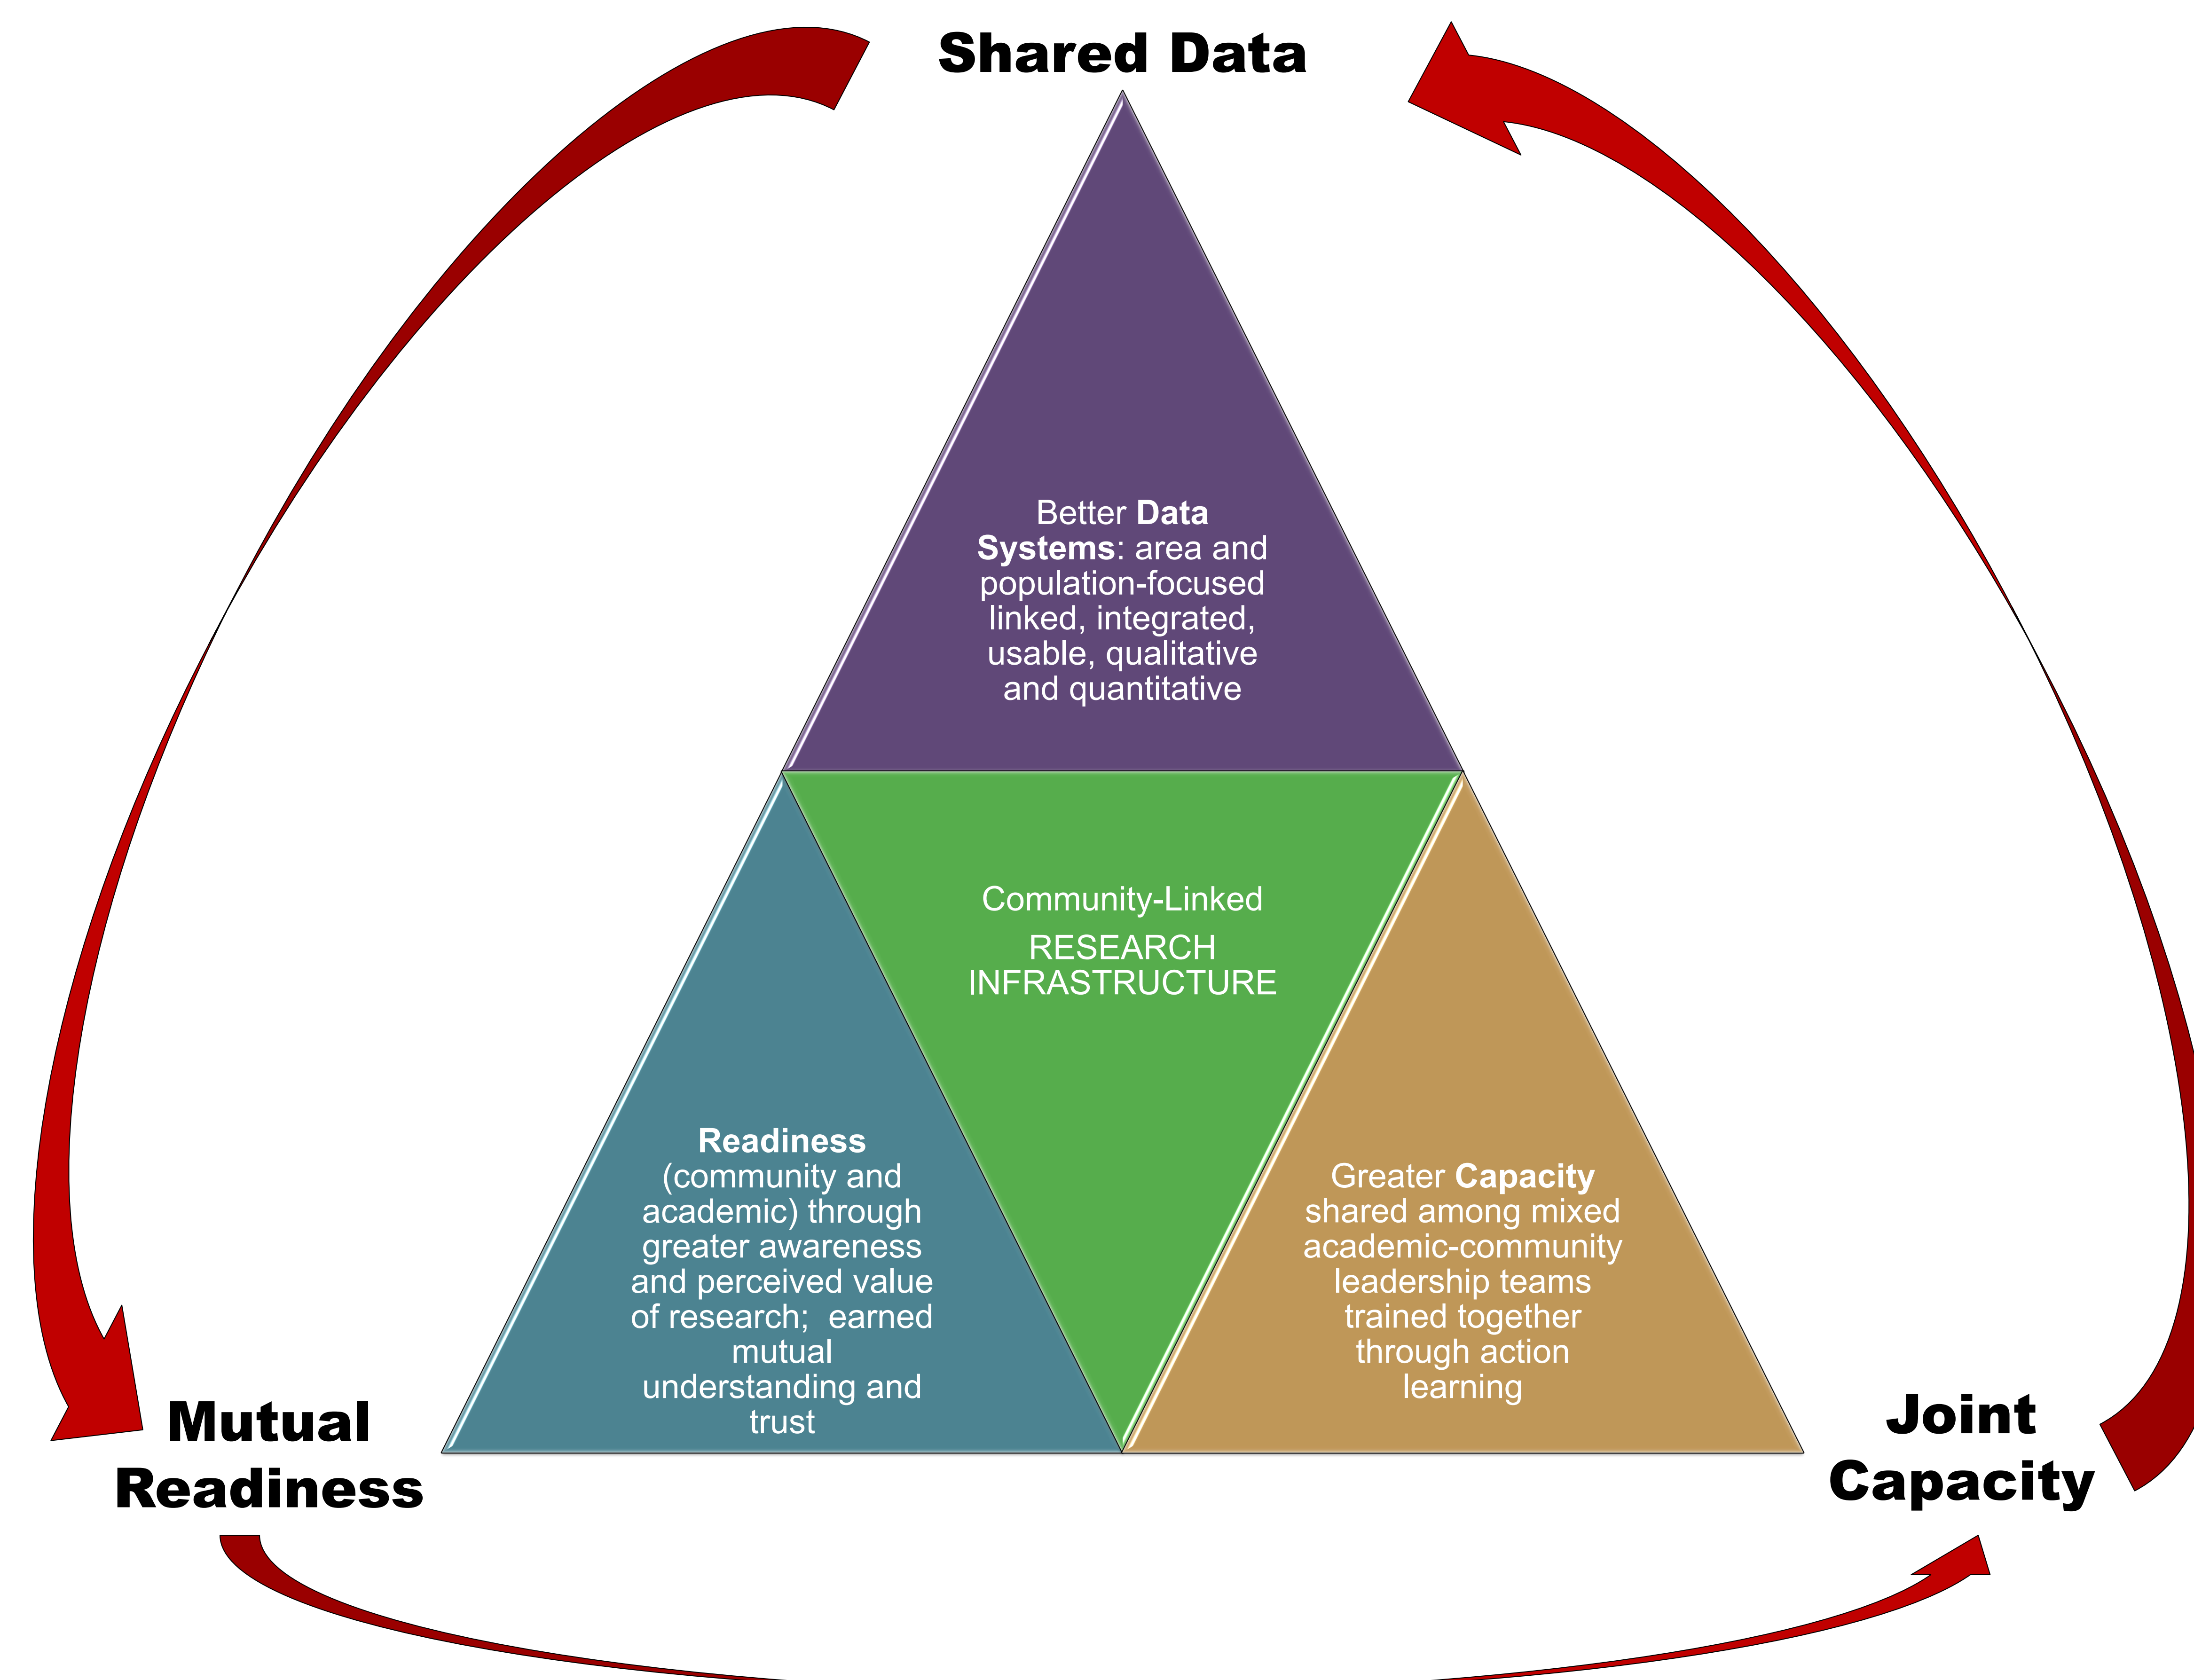 Shared Data
Better Data
Systems: area and
population-focused
linked, integrated,
usable, qualitative
and quantitative
Community-Linked
RESEARCH
INFRASTRUCTURE
Readiness
(community and
academic) through
greater awareness
and perceived value
of research;  earned
mutual
understanding and
trust
Greater Capacity
shared among mixed
academic-community
leadership teams
trained together
through action
learning
Mutual
Readiness
Joint
Capacity